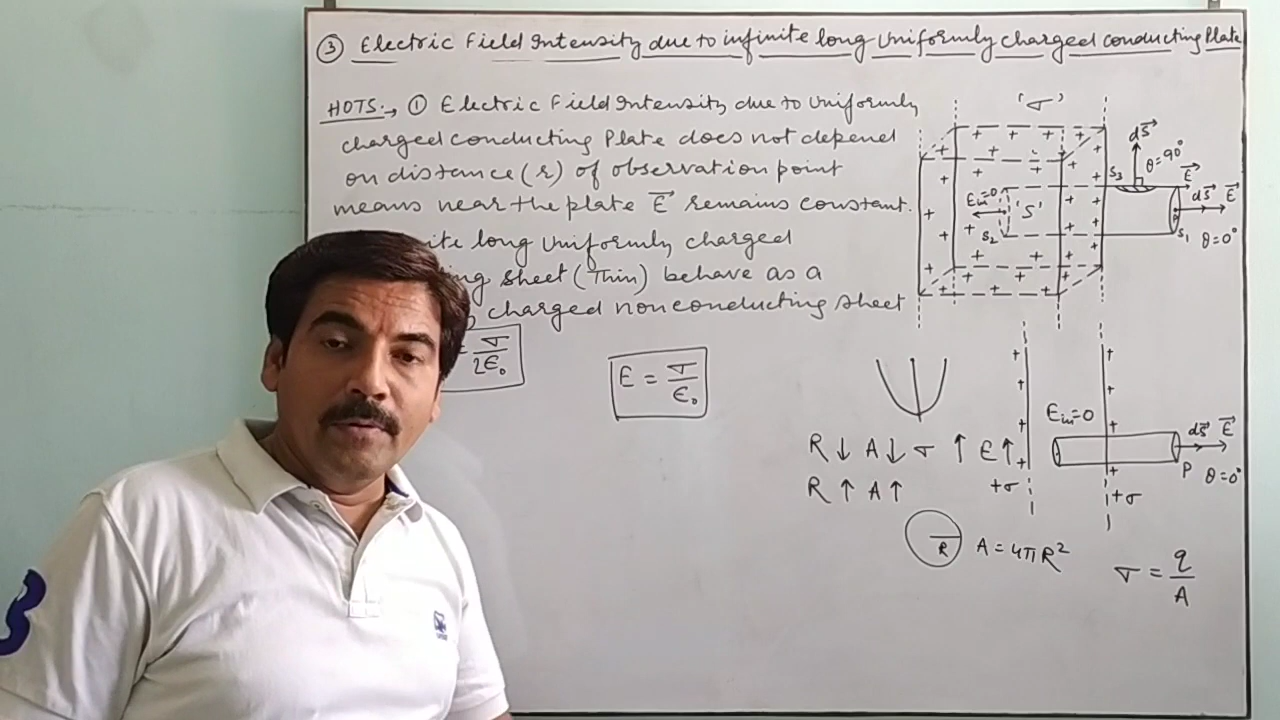 ③ Electric Field Intensity due to infinite long Uniformly charged conducting Plate
HOTS:→ ① Electric Field Intensity due to Uniformly
charged conducting Plate does not depend
on distance (r) of observation point
means near the plate E⃗ remains constant.
long Uniformly charged
sheet (Thin) behave as a
charged nonconducting sheet
= σ/2ε₀
E = σ/ε₀
'σ'
+ + + + + + + + + + + + + + + + + + + + + + + +
dS⃗
θ=90°
S₃
E⃗
E_in=0
'S'
dS⃗ E⃗
S₂
S₁ θ=0°
R↓ A↓ σ↑ E↑
R↑ A↑
R
A = 4πR²
+ + + + + + + +
E_in=0
dS⃗ E⃗
P θ=0°
+σ
+σ
σ = q/A
3